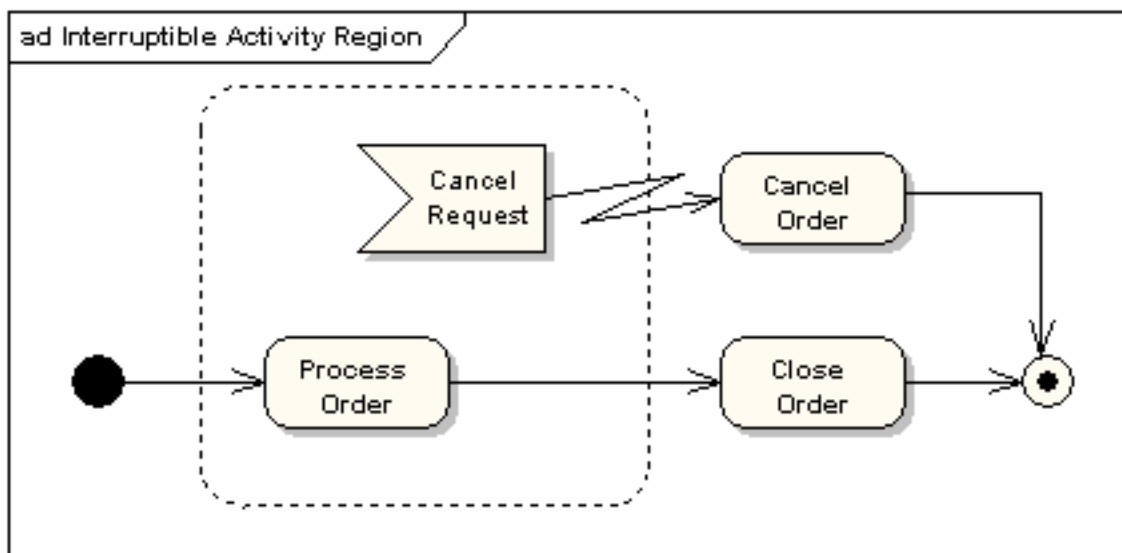 ad Interruptible Activity Region
Cancel
Request
Cancel
Order
Process
Order
Close
Order